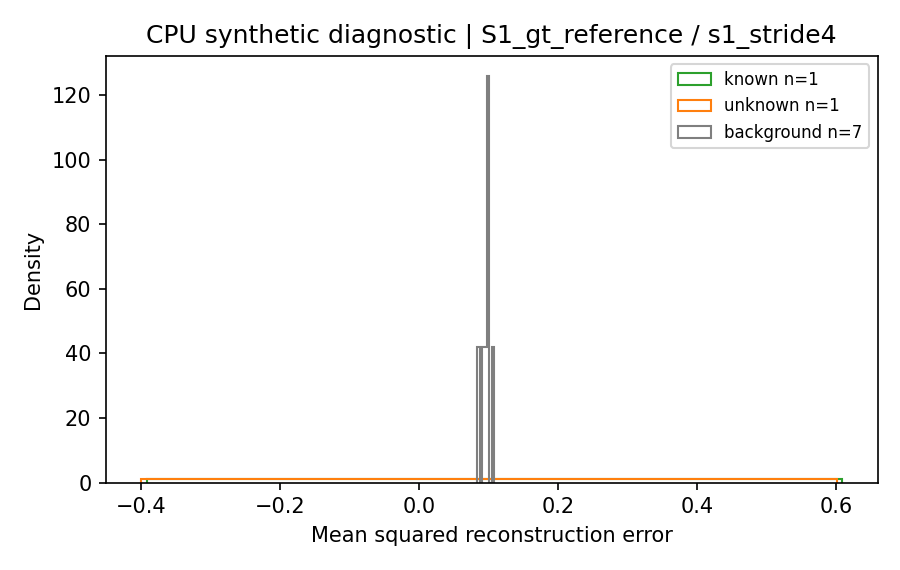 CPU synthetic diagnostic | S1_gt_reference / s1_stride4
known n=1
unknown n=1
background n=7
Density
120
100
80
60
40
20
0
−0.4 −0.2 0.0 0.2 0.4 0.6
Mean squared reconstruction error